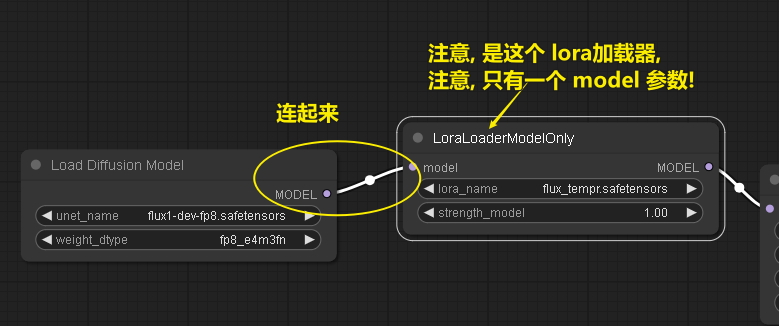 注意, 是这个 lora加载器,
注意, 只有一个 model 参数!
连起来
LoraLoaderModelOnly
model MODEL
lora_name flux_tempr.safetensors
strength_model 1.00
Load Diffusion Model
MODEL
unet_name flux1-dev-fp8.safetensors
weight_dtype fp8_e4m3fn